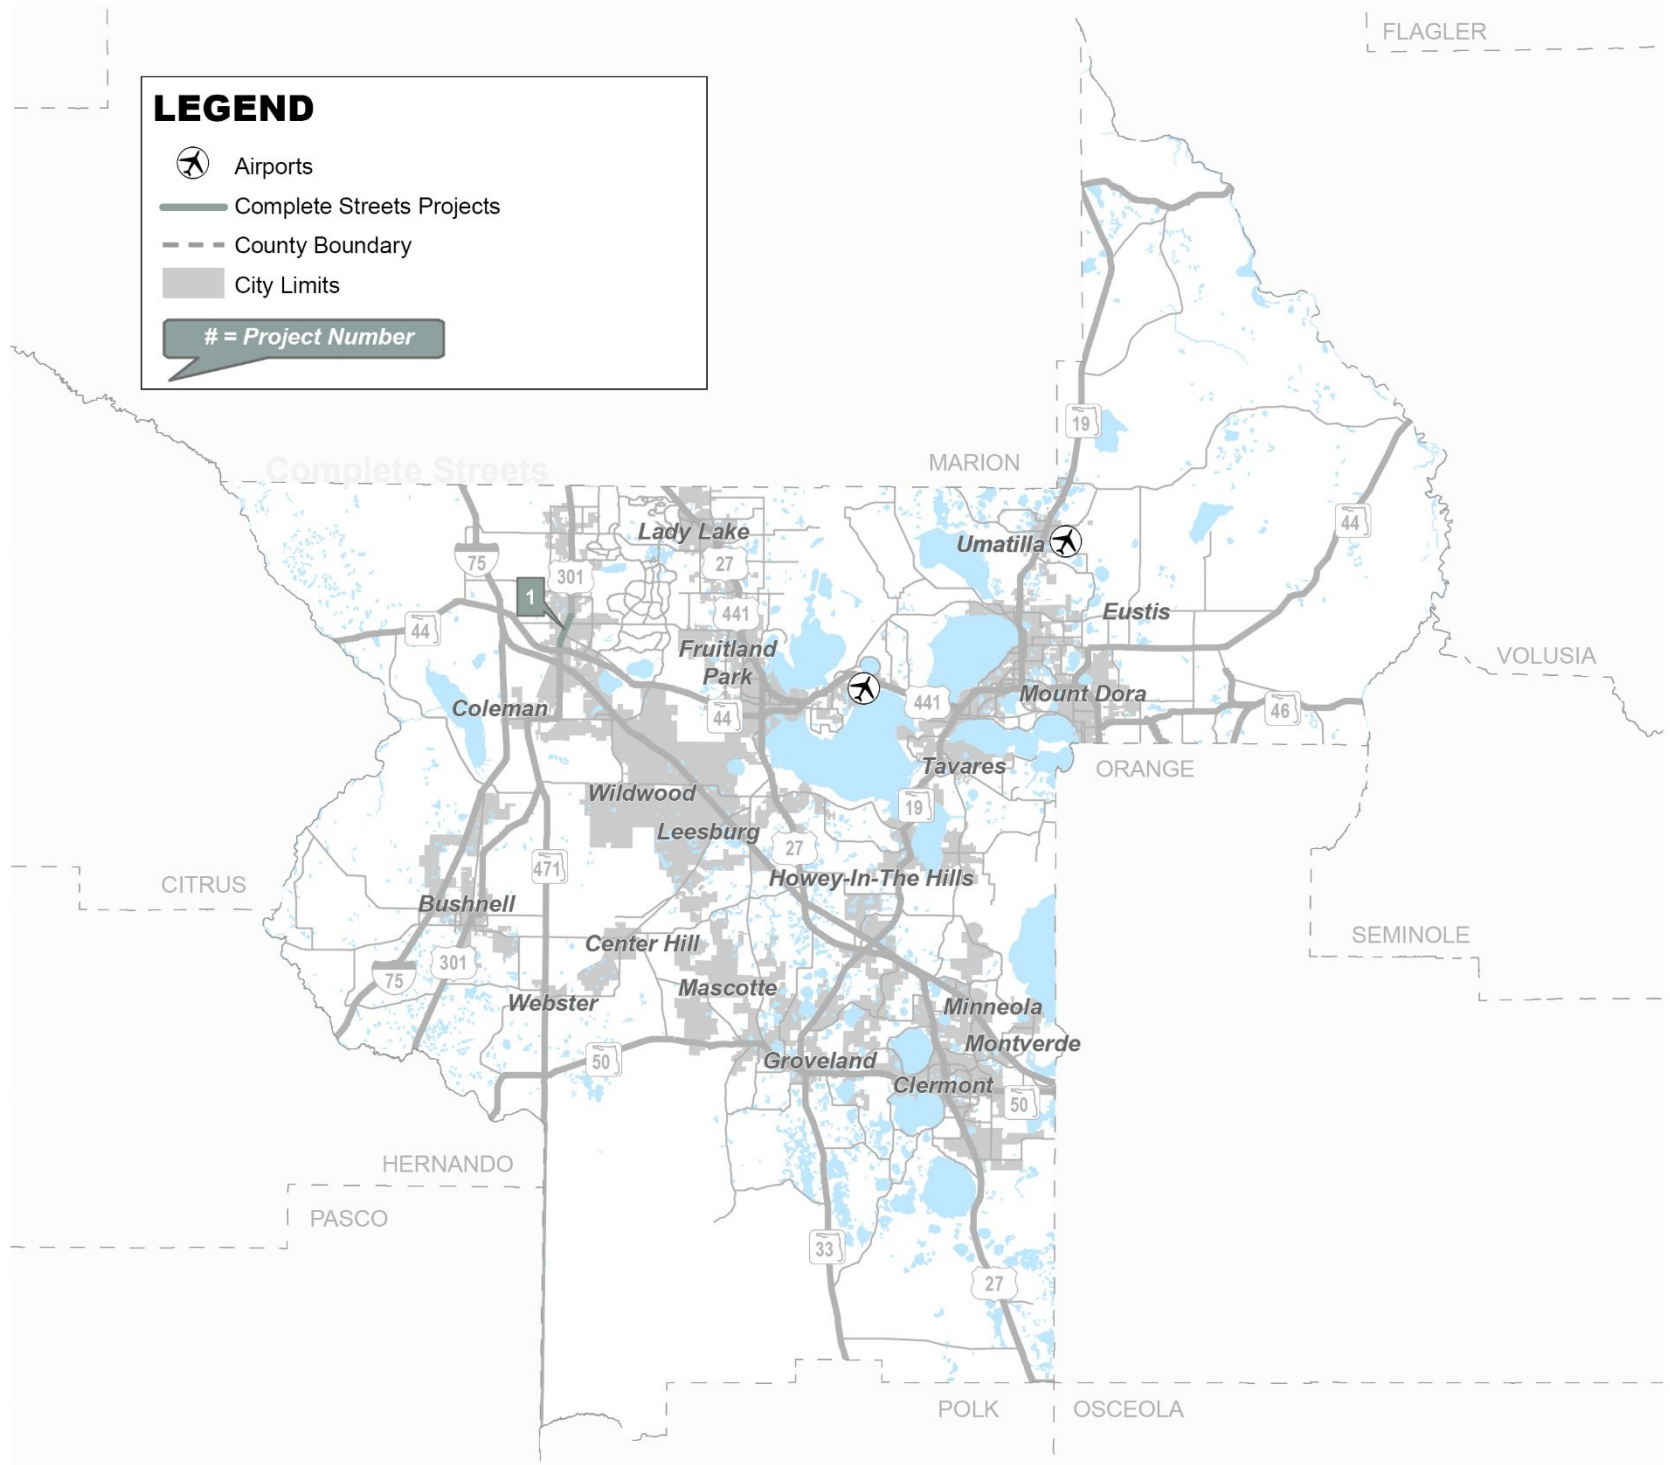 FLAGLER
LEGEND
Airports
Complete Streets Projects
County Boundary
City Limits
# = Project Number
19
MARION
Complete Streets
44
Lady Lake
Umatilla
75
27
301
1
441
Eustis
44
Fruitland
Park
VOLUSIA
Mount Dora
Coleman
441
46
44
Tavares
ORANGE
Wildwood
19
Leesburg
27
471
Howey-In-The Hills
CITRUS
Bushnell
SEMINOLE
Center Hill
301
75
Mascotte
Webster
Minneola
Montverde
50
Groveland
Clermont
50
HERNANDO
PASCO
33
27
POLK
OSCEOLA